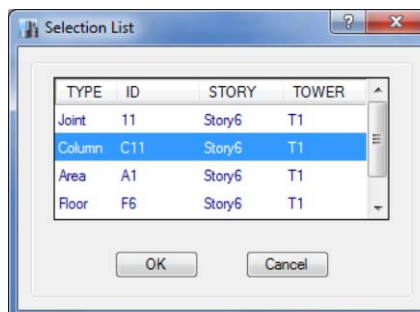 Selection List
TYPE ID STORY TOWER
Joint 11 Story6 T1
Column C11 Story6 T1
Area A1 Story6 T1
Floor F6 Story6 T1
OK Cancel